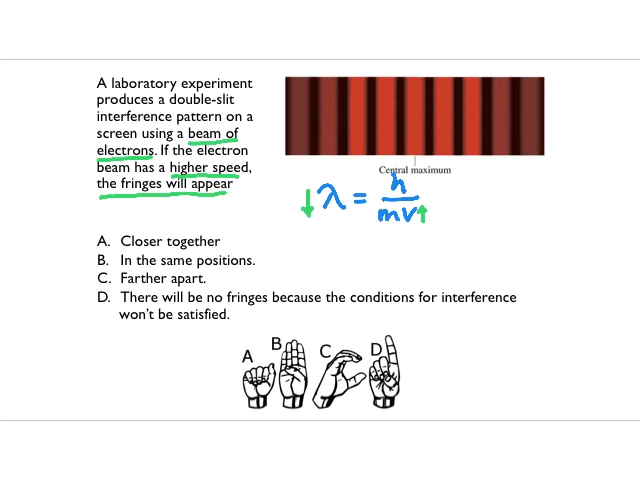 A laboratory experiment
produces a double-slit
interference pattern on a
screen using a beam of
electrons. If the electron
beam has a higher speed,
the fringes will appear
Central maximum
↓λ = h
mv↑
A. Closer together
B. In the same positions.
C. Farther apart.
D. There will be no fringes because the conditions for interference
won't be satisfied.
A B C D